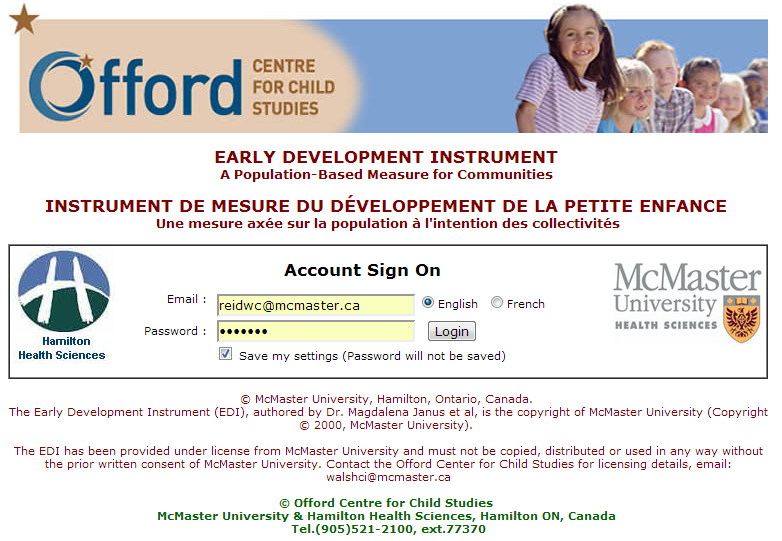 Offord CENTRE
FOR CHILD
STUDIES
EARLY DEVELOPMENT INSTRUMENT
A Population-Based Measure for Communities
INSTRUMENT DE MESURE DU DÉVELOPPEMENT DE LA PETITE ENFANCE
Une mesure axée sur la population à l'intention des collectivités
Hamilton
Health Sciences
Account Sign On
Email : reidwc@mcmaster.ca English French
Password : ••••••• Login
Save my settings (Password will not be saved)
McMaster
University
HEALTH SCIENCES
© McMaster University, Hamilton, Ontario, Canada.
The Early Development Instrument (EDI), authored by Dr. Magdalena Janus et al, is the copyright of McMaster University (Copyright
© 2000, McMaster University).
The EDI has been provided under license from McMaster University and must not be copied, distributed or used in any way without
the prior written consent of McMaster University. Contact the Offord Center for Child Studies for licensing details, email:
walshci@mcmaster.ca
© Offord Centre for Child Studies
McMaster University & Hamilton Health Sciences, Hamilton ON, Canada
Tel.(905)521-2100, ext.77370